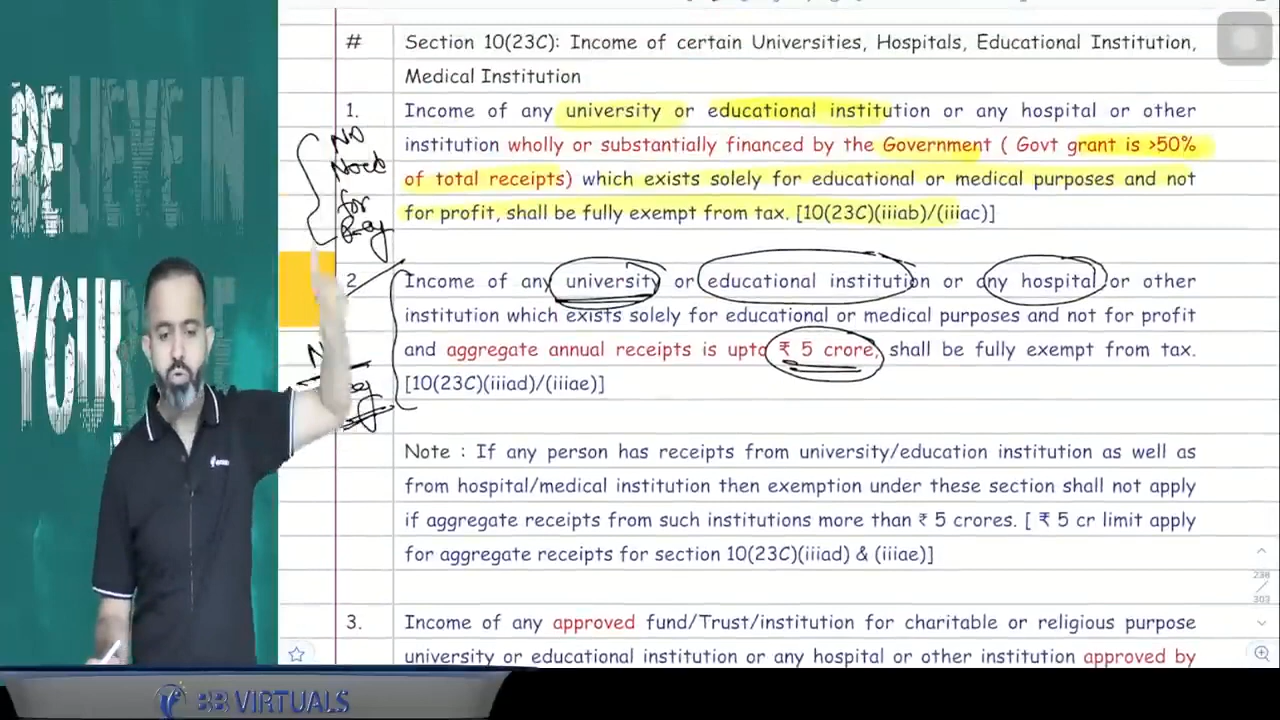 BELIEVE IN
YOU
# Section 10(23C): Income of certain Universities, Hospitals, Educational Institution,
Medical Institution
1. Income of any university or educational institution or any hospital or other
institution wholly or substantially financed by the Government ( Govt grant is >50%
of total receipts) which exists solely for educational or medical purposes and not
for profit, shall be fully exempt from tax. [10(23C)(iiiab)/(iiiac)]
No
Need
for
2 Income of any university or educational institution or any hospital or other
institution which exists solely for educational or medical purposes and not for profit
and aggregate annual receipts is upto ₹ 5 crore, shall be fully exempt from tax.
[10(23C)(iiiad)/(iiiae)]
Note : If any person has receipts from university/education institution as well as
from hospital/medical institution then exemption under these section shall not apply
if aggregate receipts from such institutions more than ₹ 5 crores. [ ₹ 5 cr limit apply
for aggregate receipts for section 10(23C)(iiiad) & (iiiae)]
3. Income of any approved fund/Trust/institution for charitable or religious purpose
university or educational institution or any hospital or other institution approved by
BB VIRTUALS